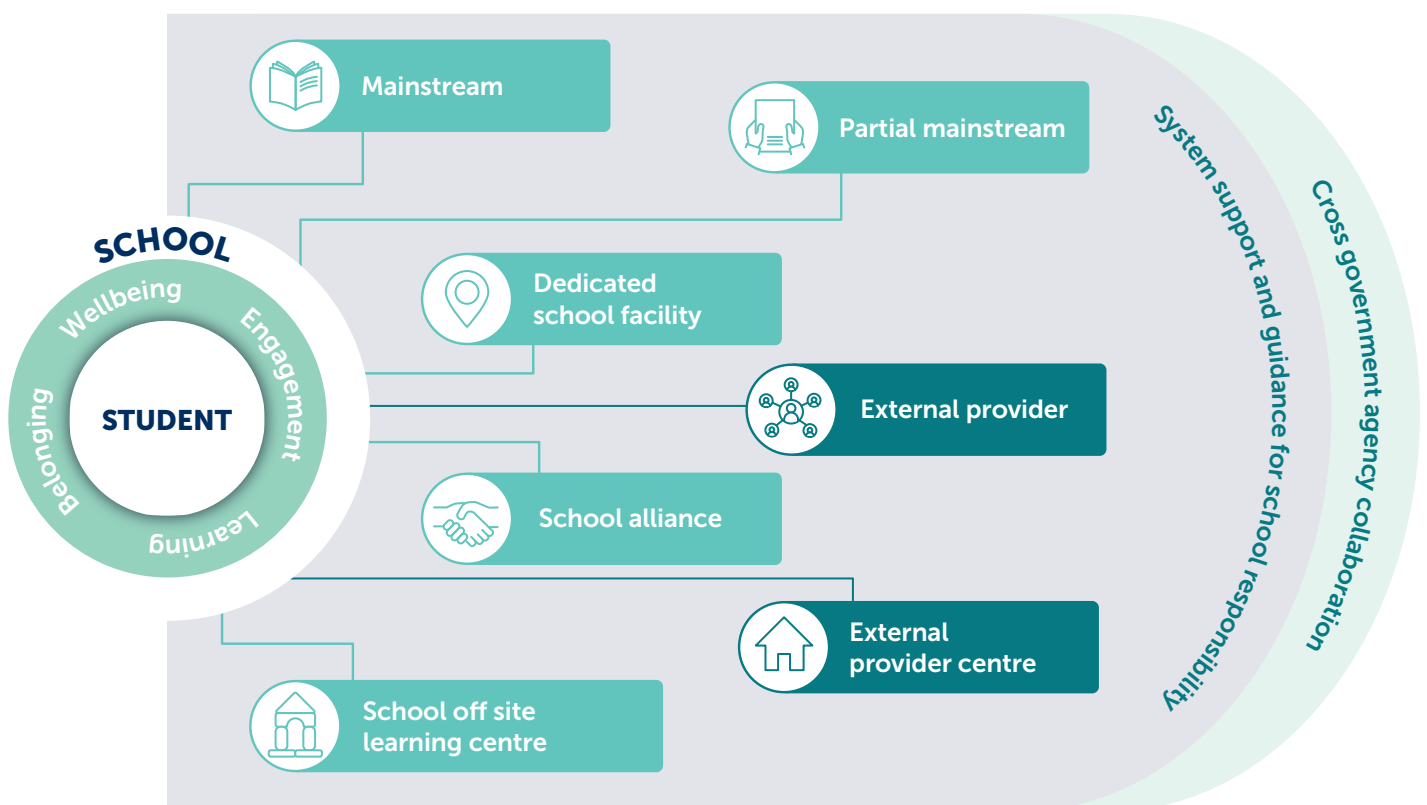 Mainstream
Partial mainstream
SCHOOL
Wellbeing
Engagement
Belonging
Learning
STUDENT
Dedicated
school facility
External provider
School alliance
External
provider centre
School off site
learning centre
System support and guidance for school responsibility
Cross government agency collaboration